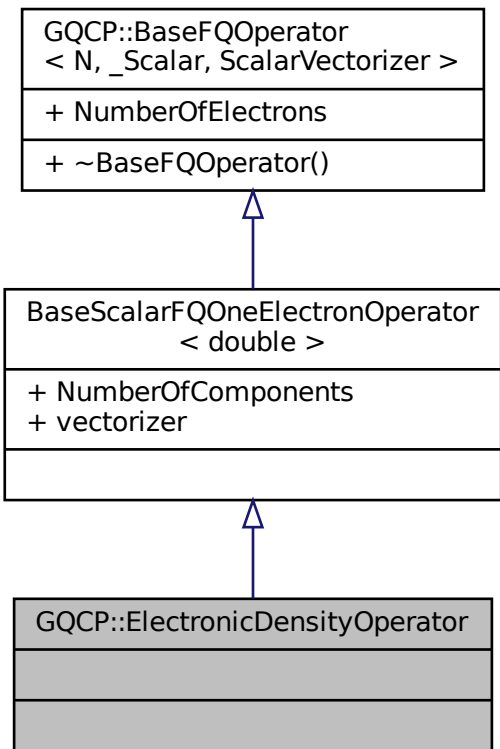 GQCP::BaseFQOperator
< N, _Scalar, ScalarVectorizer >
+ NumberOfElectrons
+ ~BaseFQOperator()
BaseScalarFQOneElectronOperator
< double >
+ NumberOfComponents
+ vectorizer
GQCP::ElectronicDensityOperator